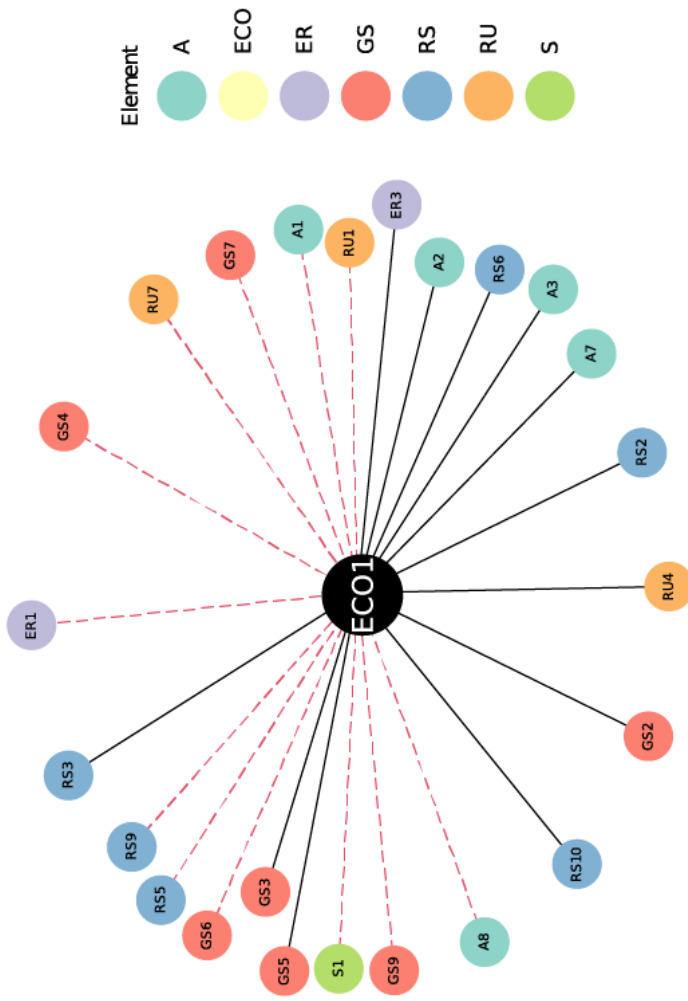 Element
A
ECO
ER
GS
RS
RU
S
ER3
A1
RU1
GS7
A2
RS6
RU7
A3
A7
GS4
RS2
ECO1
RU4
ER1
GS2
RS3
RS9
RS10
RS5
GS3
GS6
A8
GS5
S1
GS9